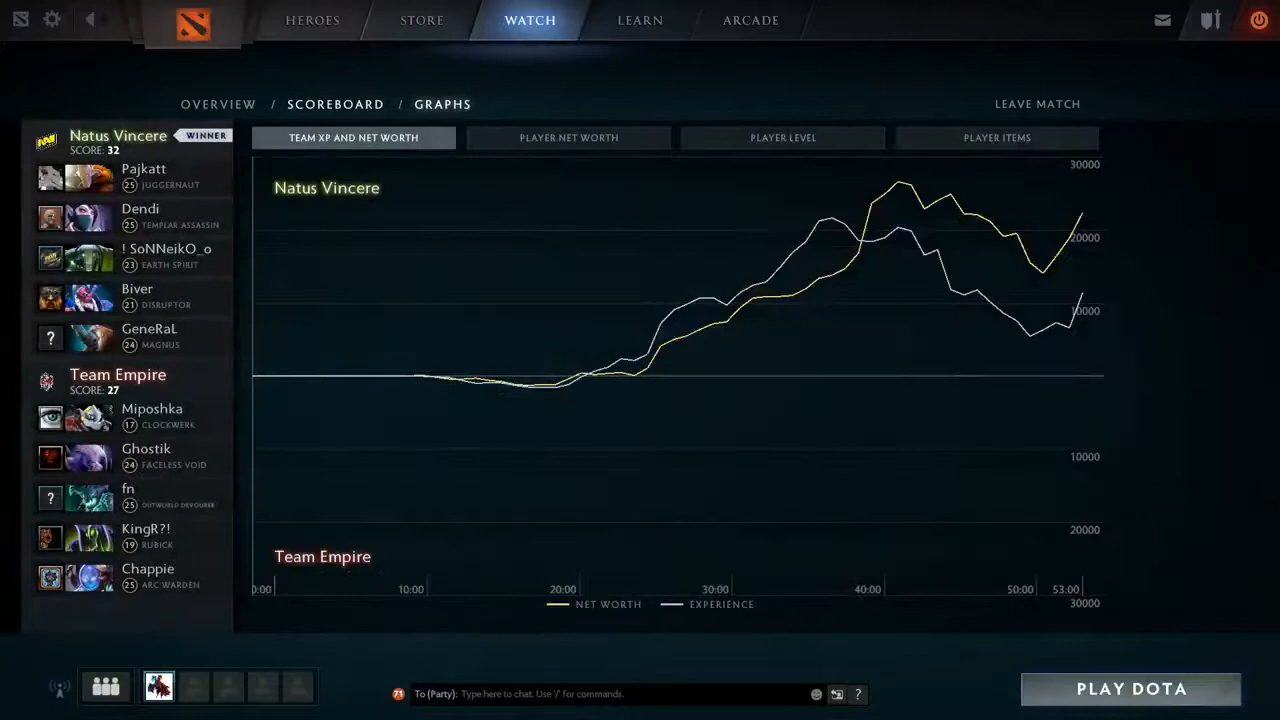 HEROES
STORE
WATCH
LEARN
ARCADE
OVERVIEW / SCOREBOARD / GRAPHS
LEAVE MATCH
Natus Vincere
WINNER
SCORE: 32
Pajkatt
25 JUGGERNAUT
Dendi
25 TEMPLAR ASSASSIN
! SoNNeikO_o
23 EARTH SPIRIT
Biver
21 DISRUPTOR
?
GeneRaL
24 MAGNUS
Team Empire
SCORE: 27
Miposhka
17 CLOCKWERK
Ghostik
24 FACELESS VOID
?
fn
25 OUTWORLD DEVOURER
KingR?!
19 RUBICK
Chappie
25 ARC WARDEN
TEAM XP AND NET WORTH
PLAYER NET WORTH
PLAYER LEVEL
PLAYER ITEMS
Natus Vincere
30000
20000
10000
10000
20000
Team Empire
0:00 10:00 20:00 30:00 40:00 50:00 53:00
30000
NET WORTH EXPERIENCE
71 To (Party): Type here to chat. Use '/' for commands.
?
PLAY DOTA